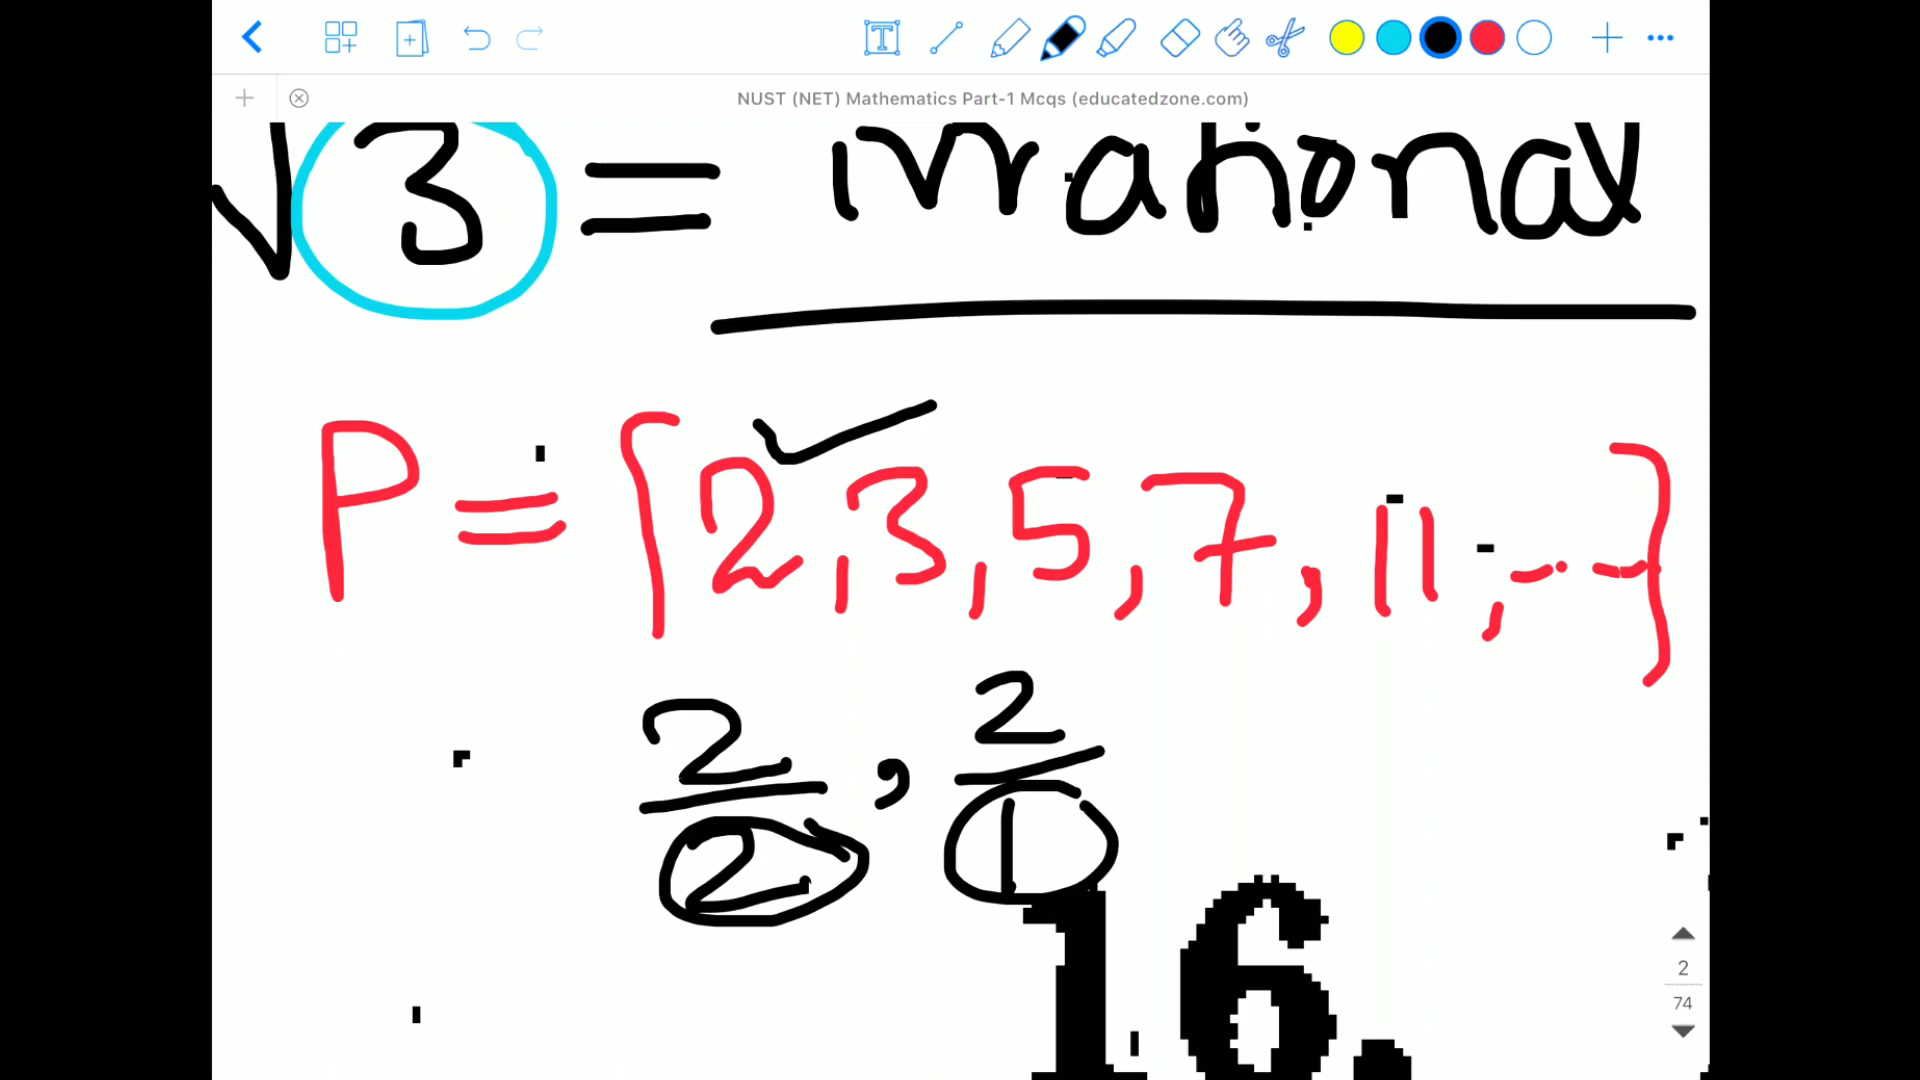 NUST (NET) Mathematics Part-1 Mcqs (educatedzone.com)
√3 = irrational
P = {2, 3, 5, 7, 11, ...}
2/2 , 2/1
16.
2
74